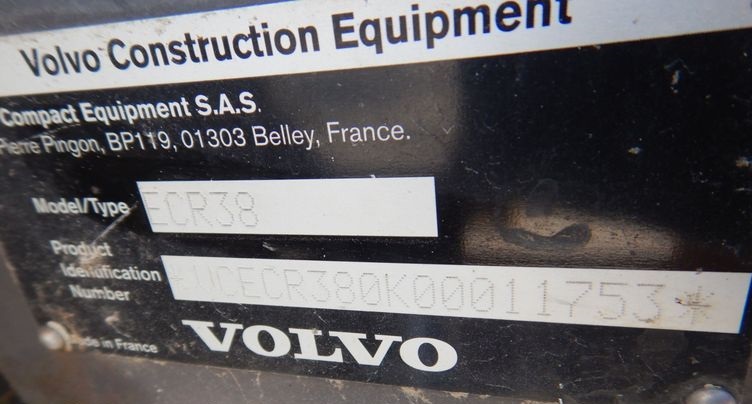 Volvo Construction Equipment
Compact Equipment S.A.S.
Pierre Pingon, BP119, 01303 Belley, France.
Model/Type ECR38
Product
Identification
Number
*VCECR380K00011753*
Made in France
VOLVO